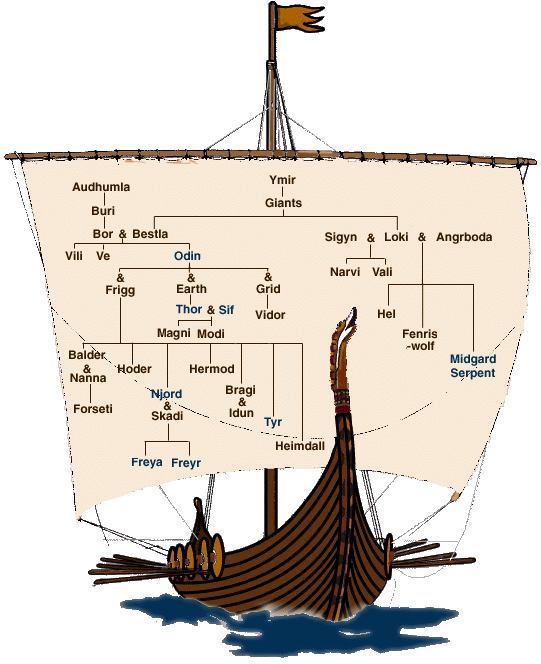 Ymir
Audhumla
Giants
Buri
Bor & Bestla
Sigyn & Loki & Angrboda
Vili Ve Odin
Narvi Vali
& Frigg
& Earth
& Grid
Thor & Sif
Vidor
Hel
Magni Modi
Fenris
-wolf
Balder
& Nanna
Hoder
Hermod
Midgard
Serpent
Njord
& Skadi
Bragi
& Idun
Forseti
Tyr
Heimdall
Freya Freyr